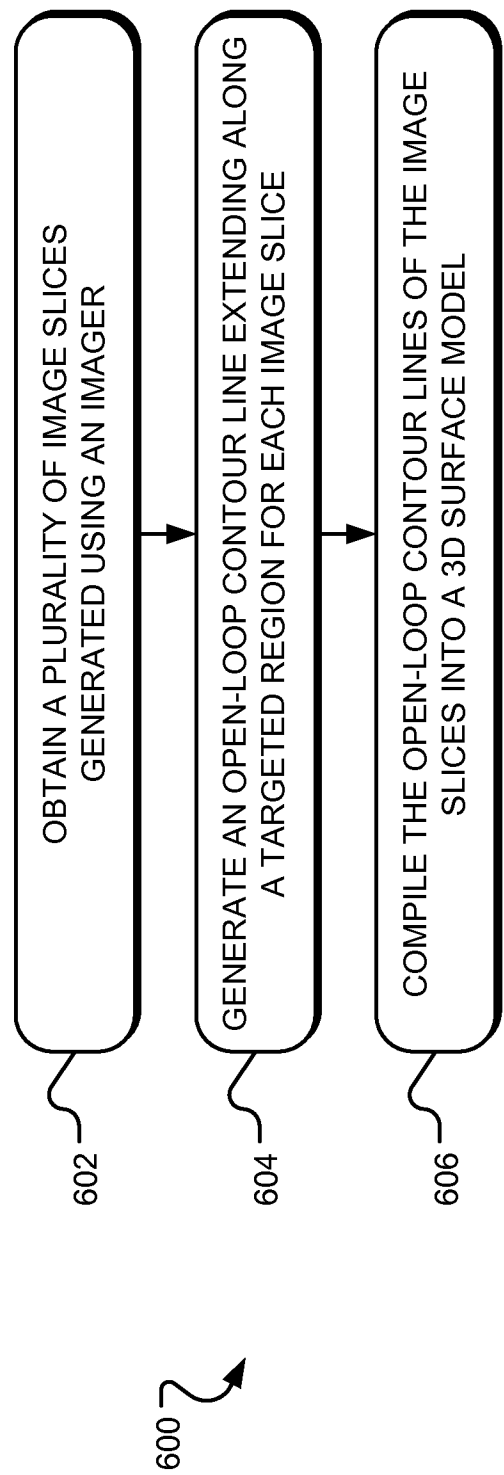 600
602
OBTAIN A PLURALITY OF IMAGE SLICES
GENERATED USING AN IMAGER
604
GENERATE AN OPEN-LOOP CONTOUR LINE EXTENDING ALONG
A TARGETED REGION FOR EACH IMAGE SLICE
606
COMPILE THE OPEN-LOOP CONTOUR LINES OF THE IMAGE
SLICES INTO A 3D SURFACE MODEL